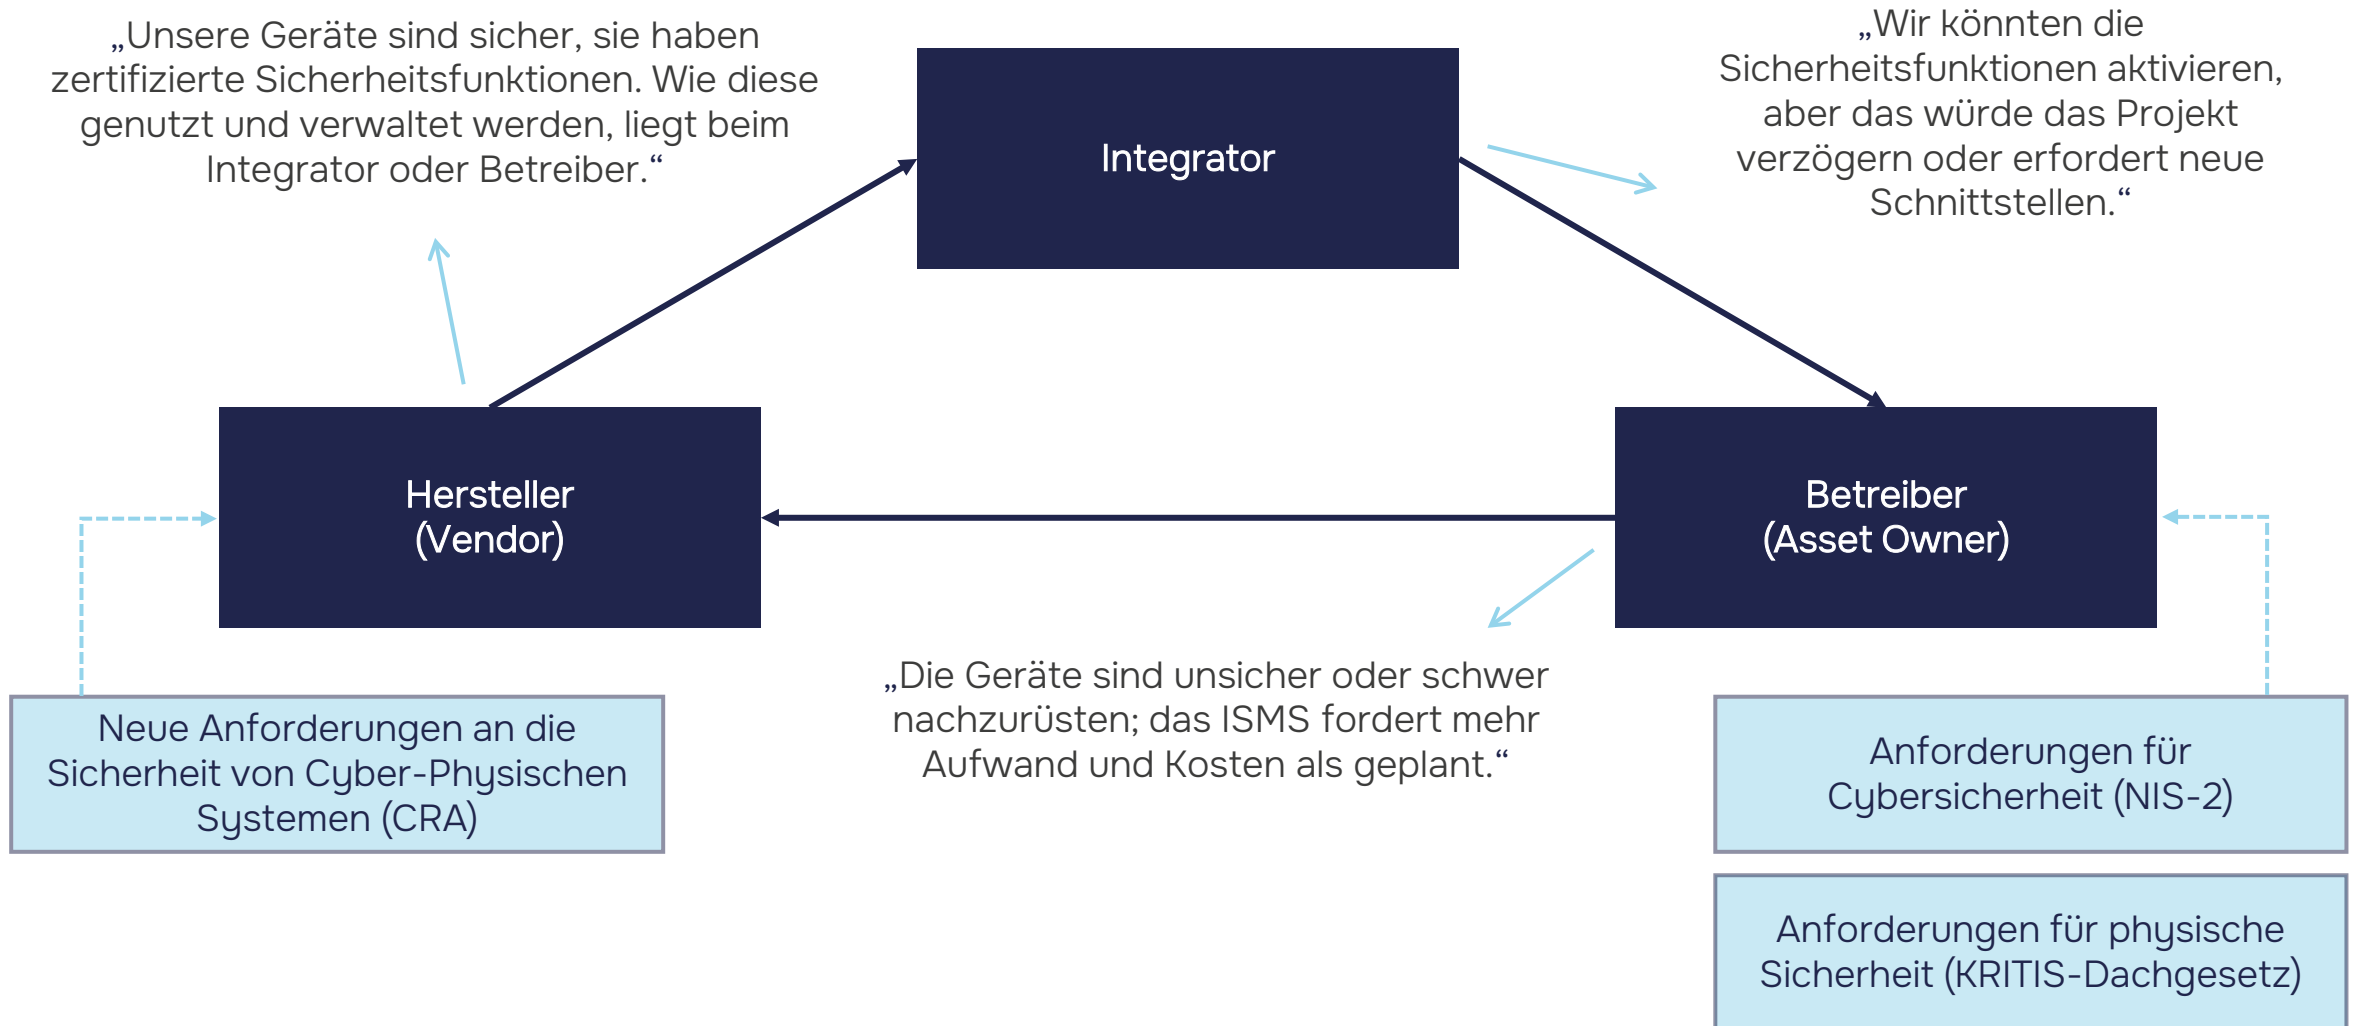 „Unsere Geräte sind sicher, sie haben
zertifizierte Sicherheitsfunktionen. Wie diese
genutzt und verwaltet werden, liegt beim
Integrator oder Betreiber.“
Integrator
„Wir könnten die
Sicherheitsfunktionen aktivieren,
aber das würde das Projekt
verzögern oder erfordert neue
Schnittstellen.“
Hersteller
(Vendor)
Betreiber
(Asset Owner)
„Die Geräte sind unsicher oder schwer
nachzurüsten; das ISMS fordert mehr
Aufwand und Kosten als geplant.“
Neue Anforderungen an die
Sicherheit von Cyber-Physischen
Systemen (CRA)
Anforderungen für
Cybersicherheit (NIS-2)
Anforderungen für physische
Sicherheit (KRITIS-Dachgesetz)